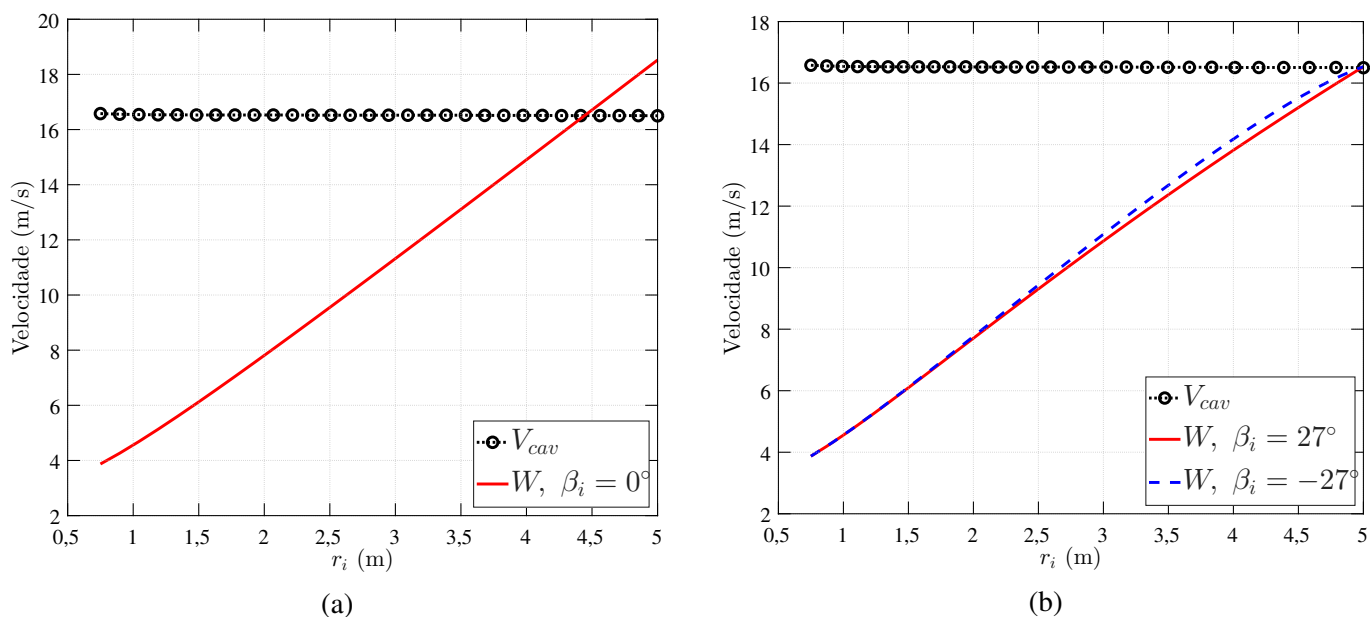 20
18
16
14
12
10
8
6
4
2
Velocidade (m/s)
0,5 1 1,5 2 2,5 3 3,5 4 4,5 5
r_i (m)
V_cav
W, β_i = 0°
(a)
18
16
14
12
10
8
6
4
2
Velocidade (m/s)
0,5 1 1,5 2 2,5 3 3,5 4 4,5 5
r_i (m)
V_cav
W, β_i = 27°
W, β_i = −27°
(b)